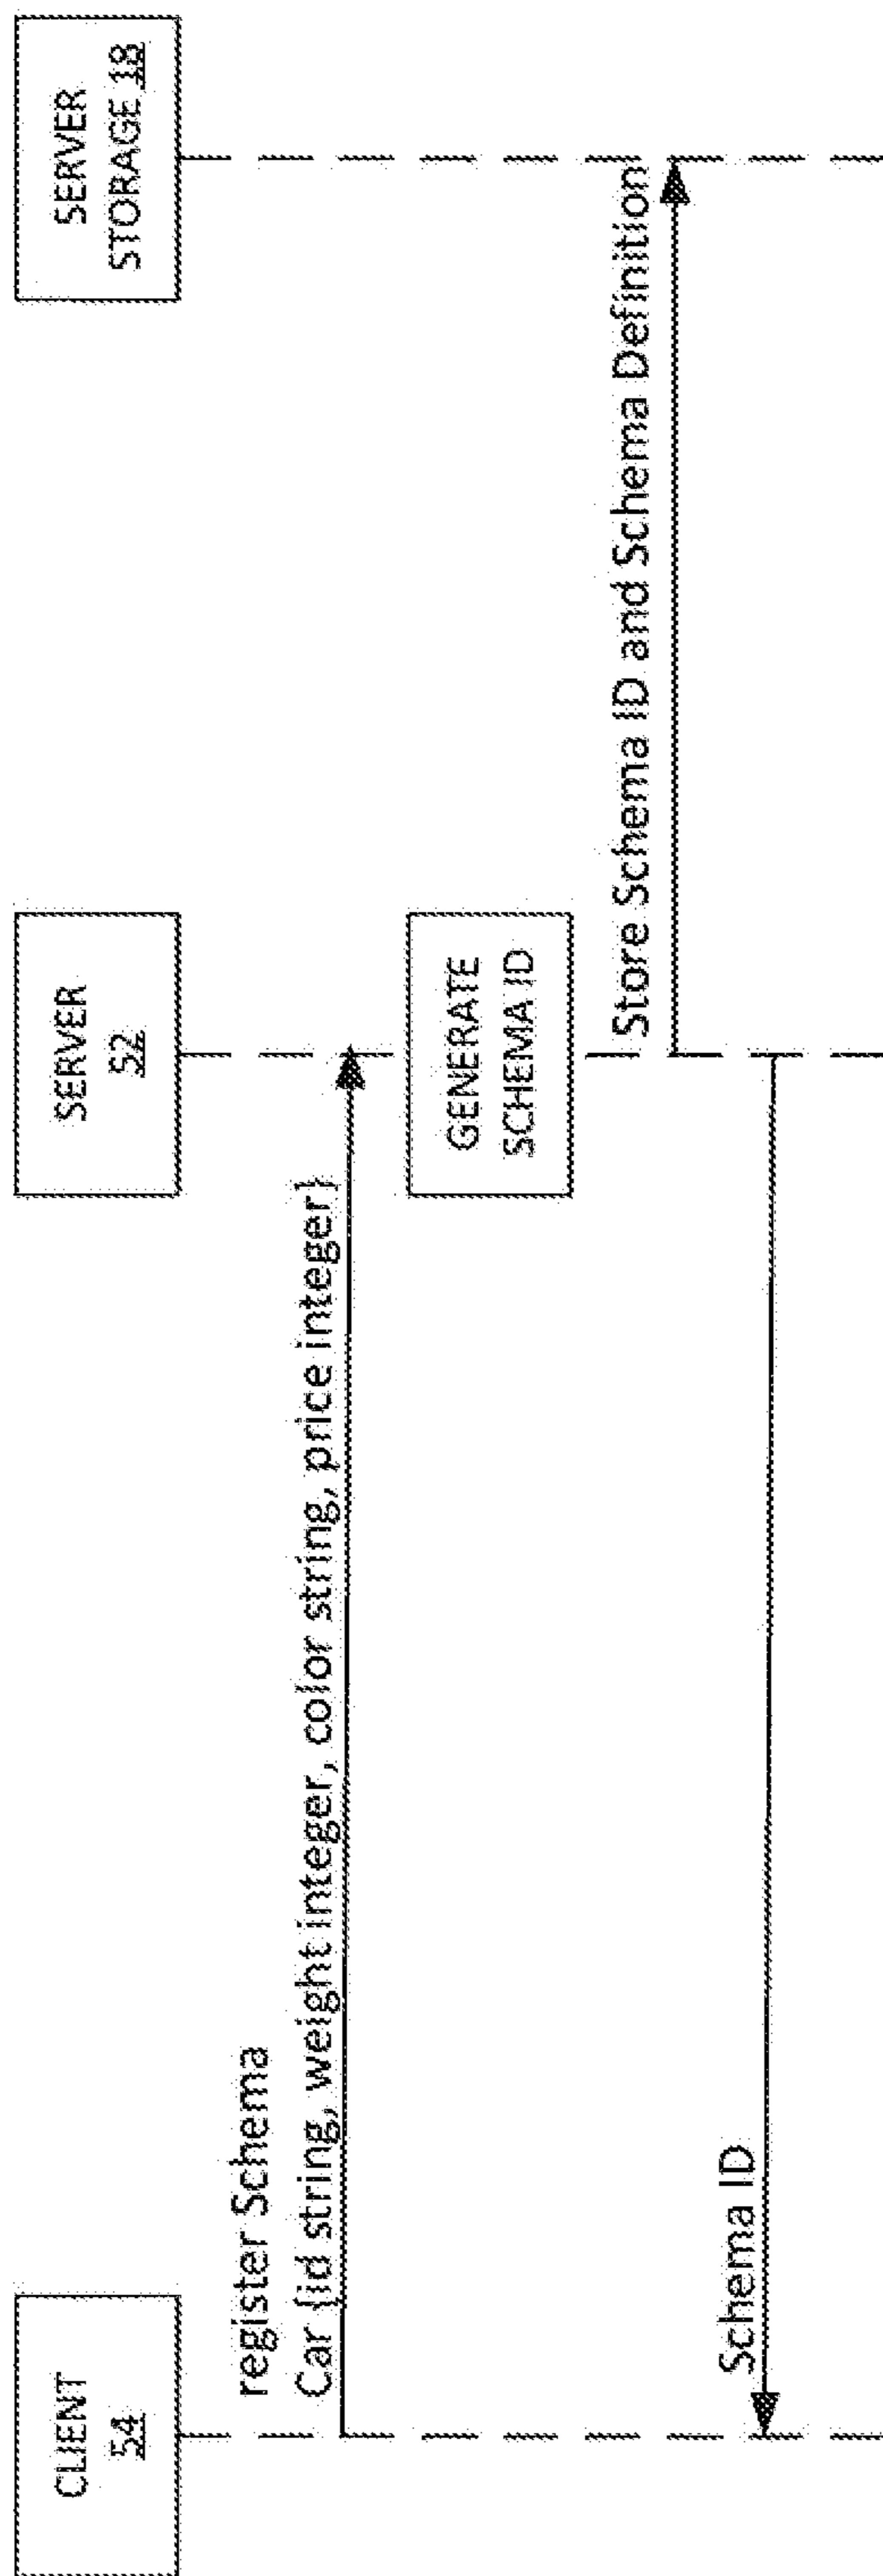 CLIENT
54
SERVER
52
SERVER
STORAGE 18
register Schema
Car {id string, weight integer, color string, price integer}
GENERATE
SCHEMA ID
Store Schema ID and Schema Definition
Schema ID